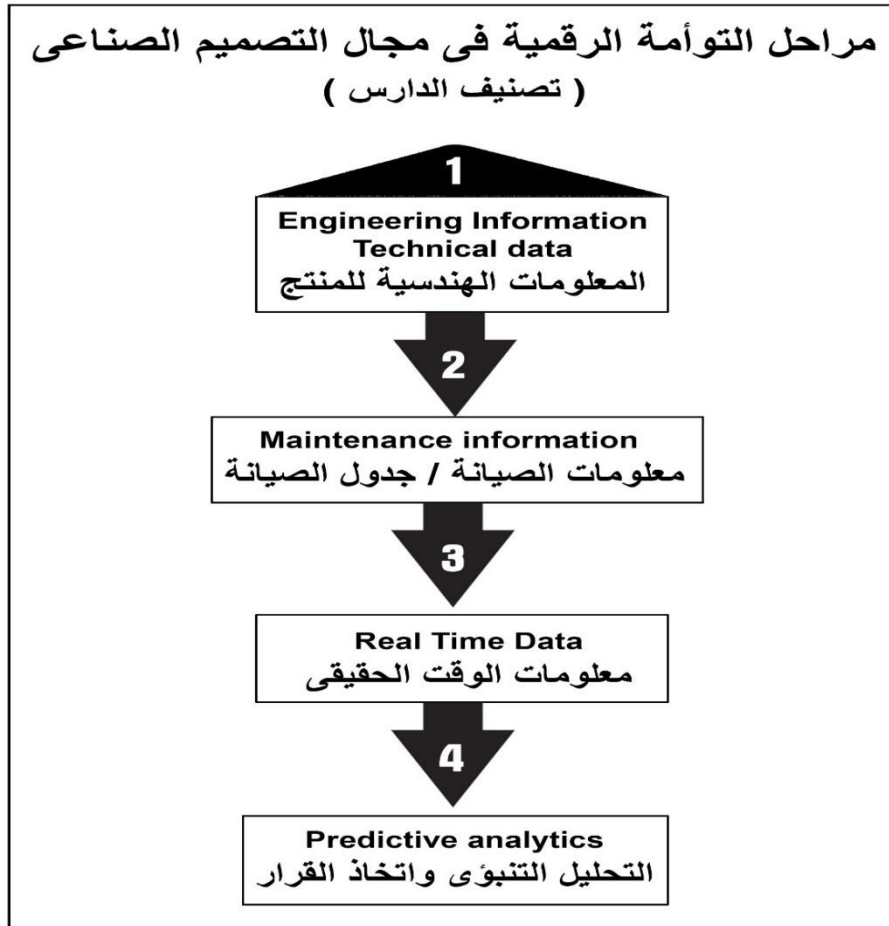 مراحل التوأمة الرقمية فى مجال التصميم الصناعى
( تصنيف الدارس )
1
Engineering Information
Technical data
المعلومات الهندسية للمنتج
2
Maintenance information
معلومات الصيانة / جدول الصيانة
3
Real Time Data
معلومات الوقت الحقيقى
4
Predictive analytics
التحليل التنبؤى واتخاذ القرار